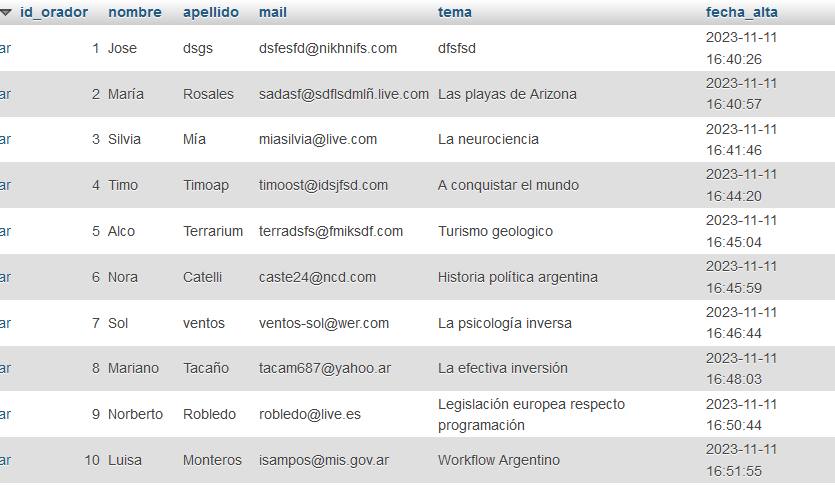 id_orador nombre apellido mail tema fecha_alta
ar 1 Jose dsgs dsfesfd@nikhnifs.com dfsfsd 2023-11-11
16:40:26
ar 2 María Rosales sadasf@sdflsdmlñ.live.com Las playas de Arizona 2023-11-11
16:40:57
ar 3 Silvia Mía miasilvia@live.com La neurociencia 2023-11-11
16:41:46
ar 4 Timo Timoap timoost@idsjfsd.com A conquistar el mundo 2023-11-11
16:44:20
ar 5 Alco Terrarium terradsfs@fmiksdf.com Turismo geologico 2023-11-11
16:45:04
ar 6 Nora Catelli caste24@ncd.com Historia política argentina 2023-11-11
16:45:59
ar 7 Sol ventos ventos-sol@wer.com La psicología inversa 2023-11-11
16:46:44
ar 8 Mariano Tacaño tacam687@yahoo.ar La efectiva inversión 2023-11-11
16:48:03
ar 9 Norberto Robledo robledo@live.es Legislación europea respecto 2023-11-11
programación 16:50:44
ar 10 Luisa Monteros isampos@mis.gov.ar Workflow Argentino 2023-11-11
16:51:55